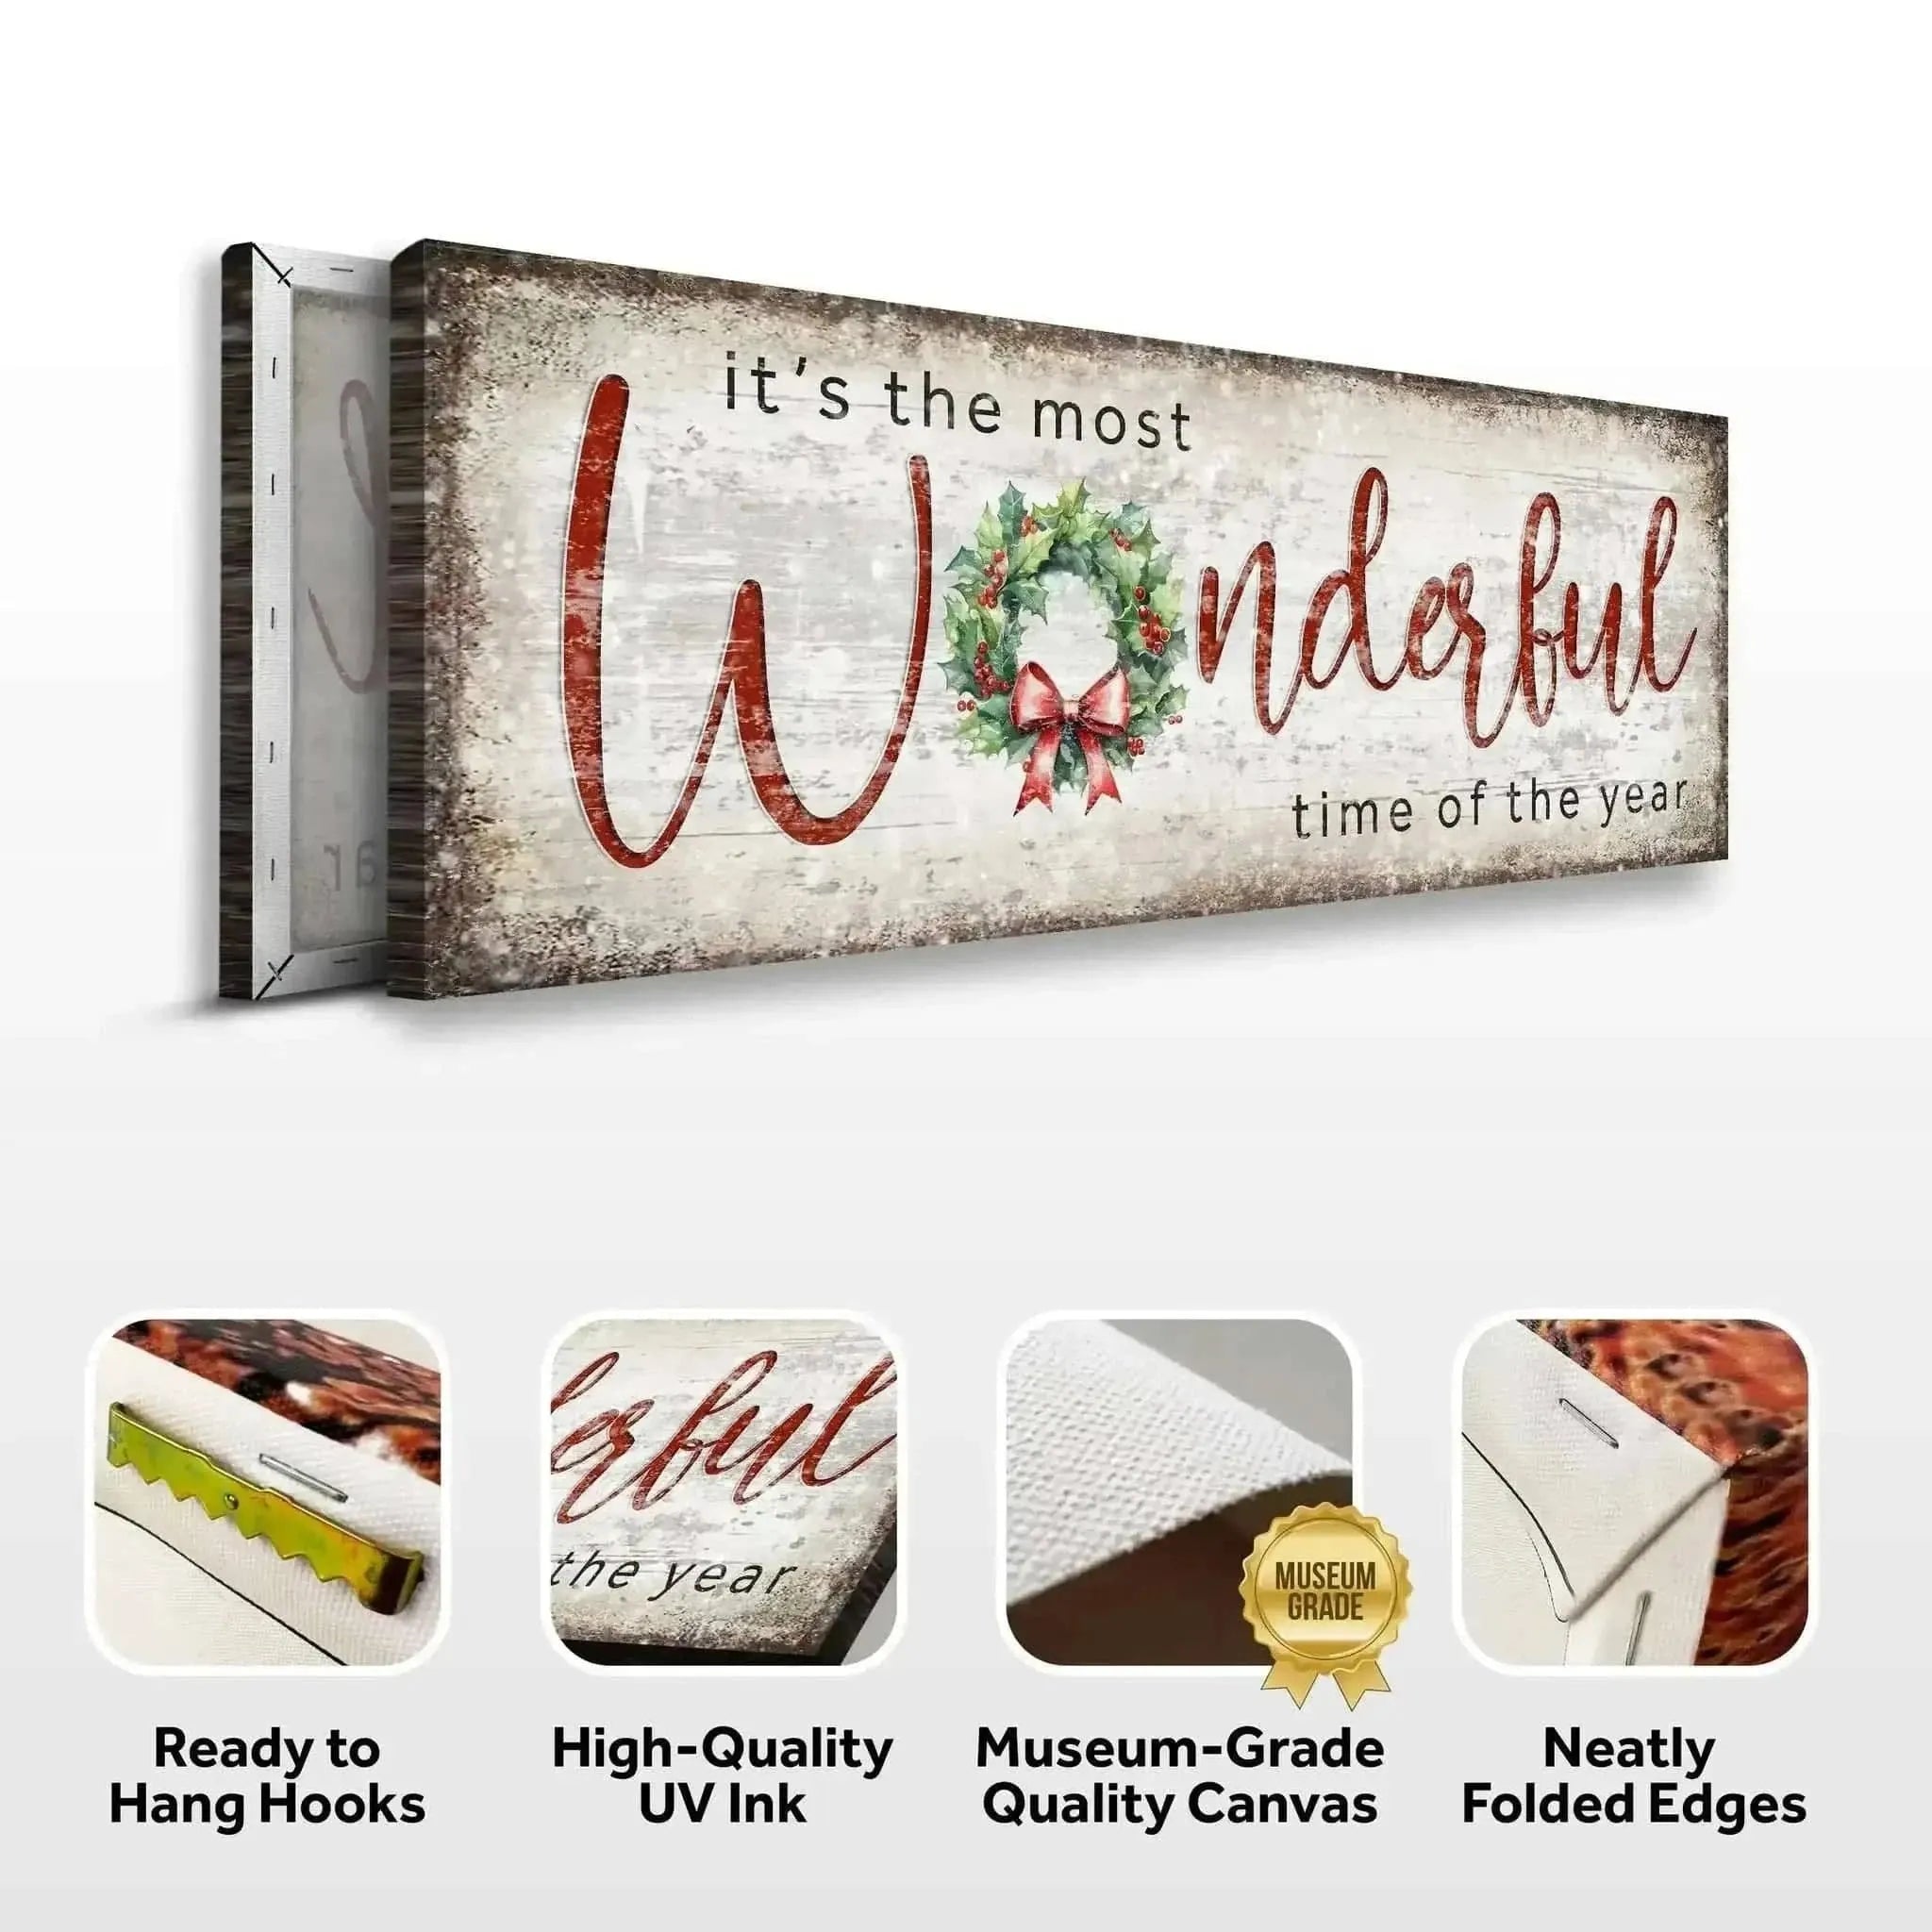 it's the most
Wonderful
time of the year
erful
the year
MUSEUM
GRADE
Ready to
Hang Hooks
High-Quality
UV Ink
Museum-Grade
Quality Canvas
Neatly
Folded Edges